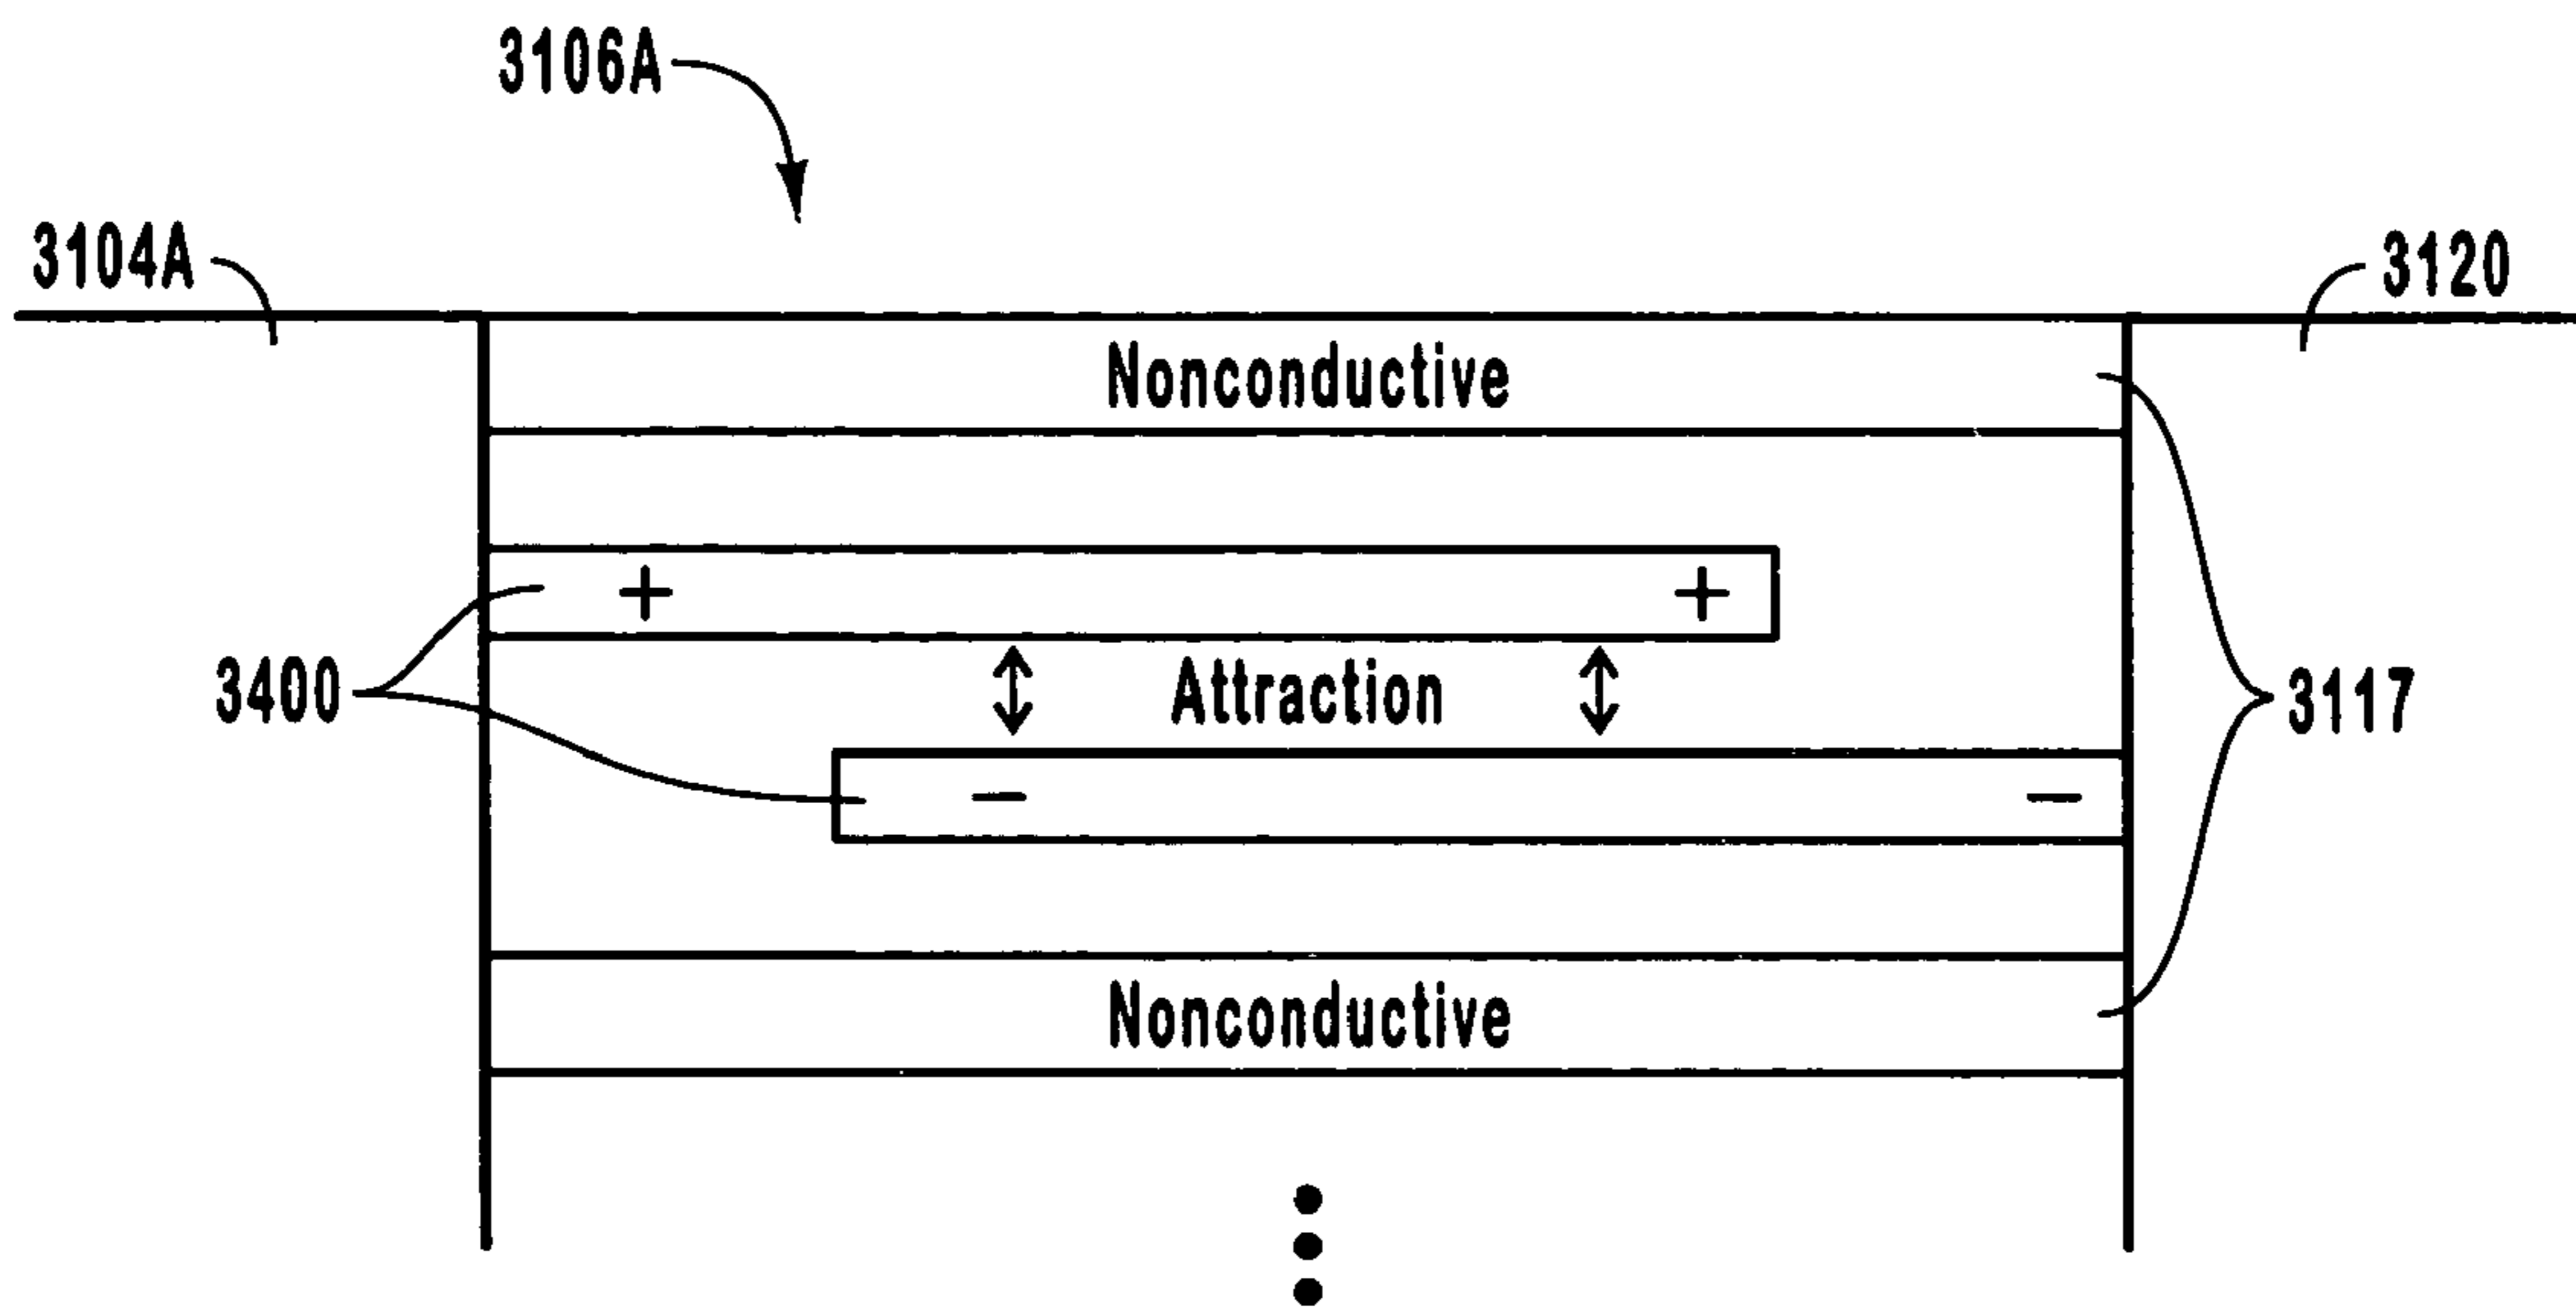 3106A
3104A
3120
Nonconductive
+ +
3400
Attraction
3117
− −
Nonconductive